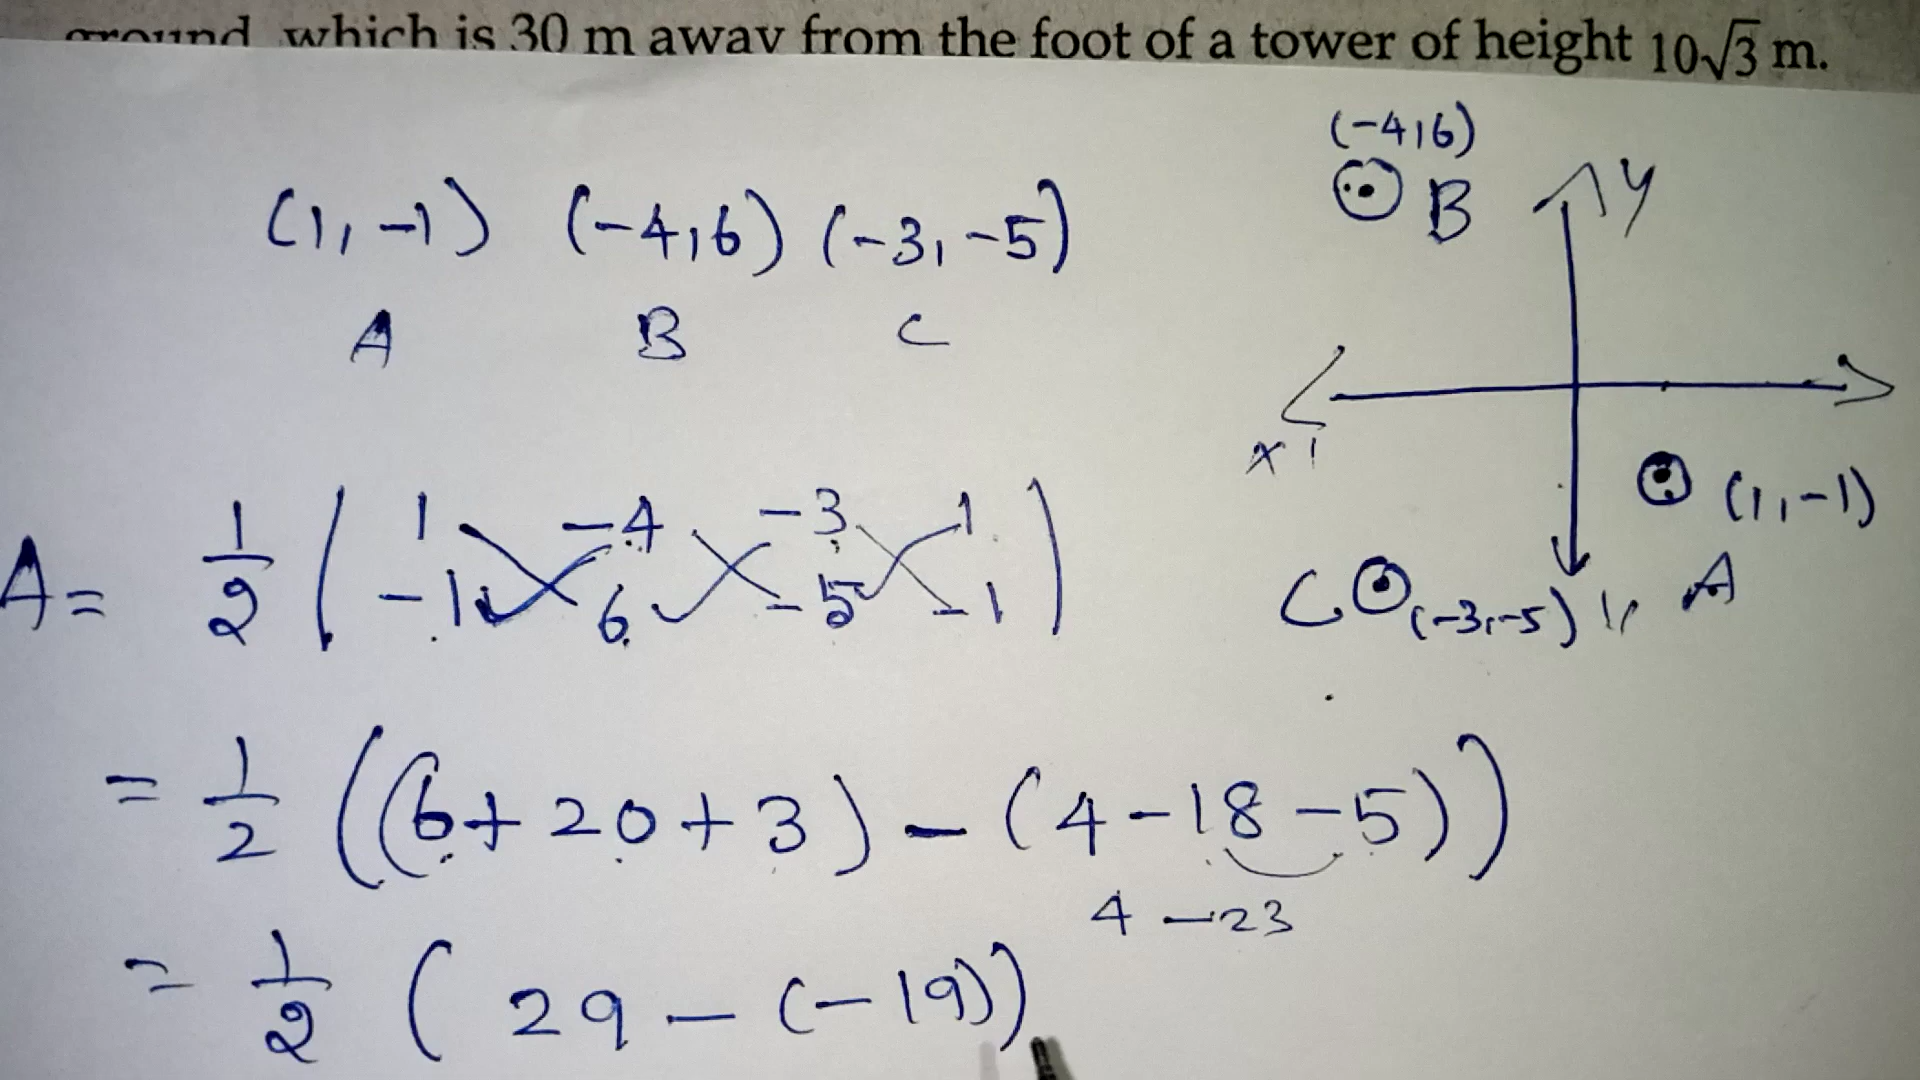 ground which is 30 m away from the foot of a tower of height 10√3 m.
(1, -1) (-4, 6) (-3, -5)
A B C
(-4, 6)
B
y
x'
(1, -1)
A
C (-3, -5) y'
A = 1/2 ( 1 -4 -3 1
-1 6 -5 -1 )
= 1/2 ((6 + 20 + 3) - (4 - 18 - 5))
4 - 23
= 1/2 ( 29 - (-19))